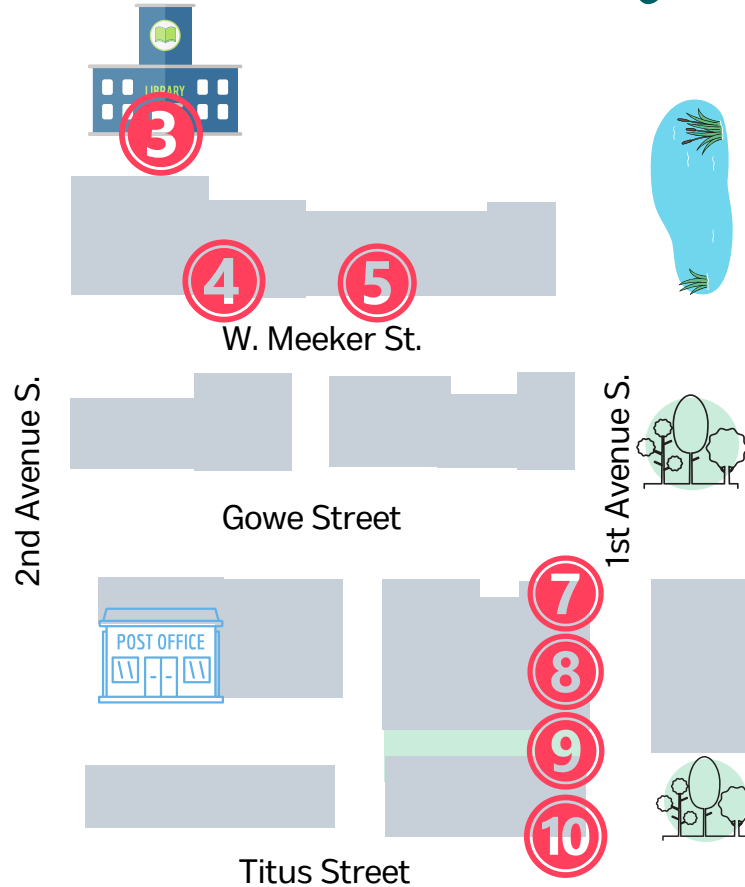 LIBRARY
3
4
5
W. Meeker St.
2nd Avenue S.
1st Avenue S.
Gowe Street
7
POST OFFICE
8
9
10
Titus Street